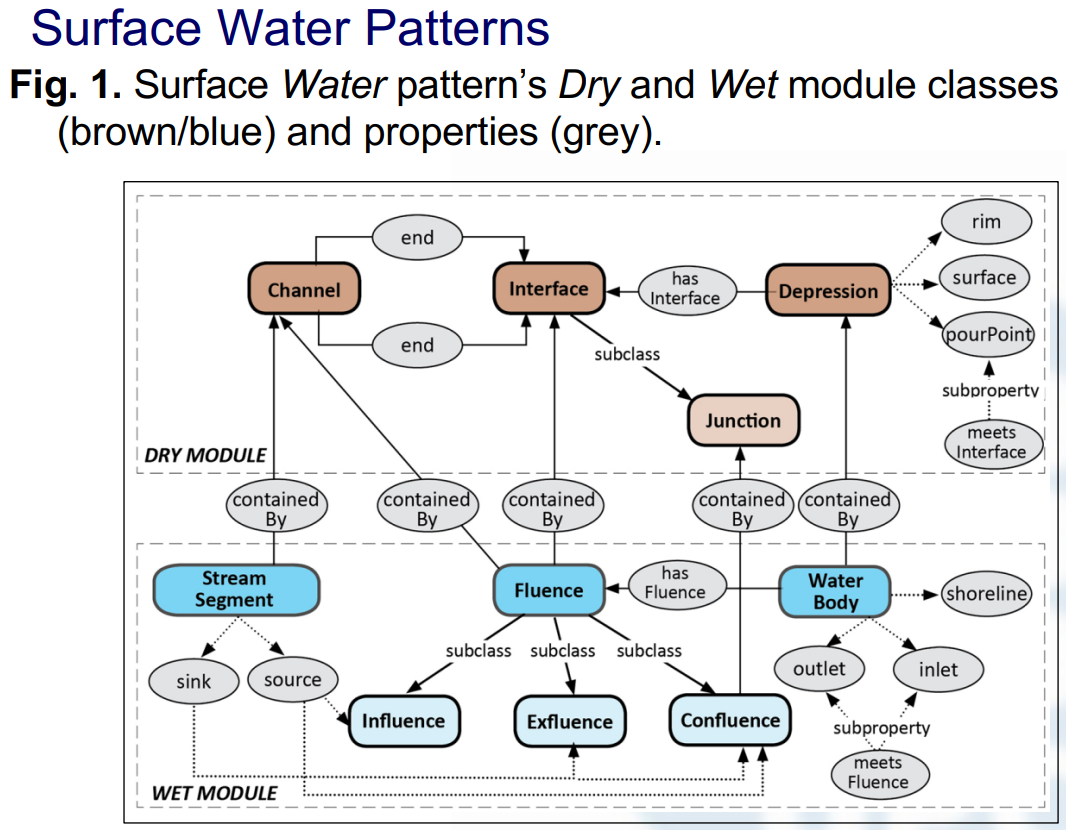 Surface Water Patterns
Fig. 1. Surface Water pattern's Dry and Wet module classes
(brown/blue) and properties (grey).
end
rim
Channel
Interface
has
Interface
Depression
surface
end
subclass
pourPoint
subproperty
Junction
meets
Interface
DRY MODULE
contained
By
contained
By
contained
By
contained
By
contained
By
Stream
Segment
Fluence
has
Fluence
Water
Body
shoreline
subclass
subclass
subclass
sink
source
outlet
inlet
Influence
Exfluence
Confluence
subproperty
meets
Fluence
WET MODULE